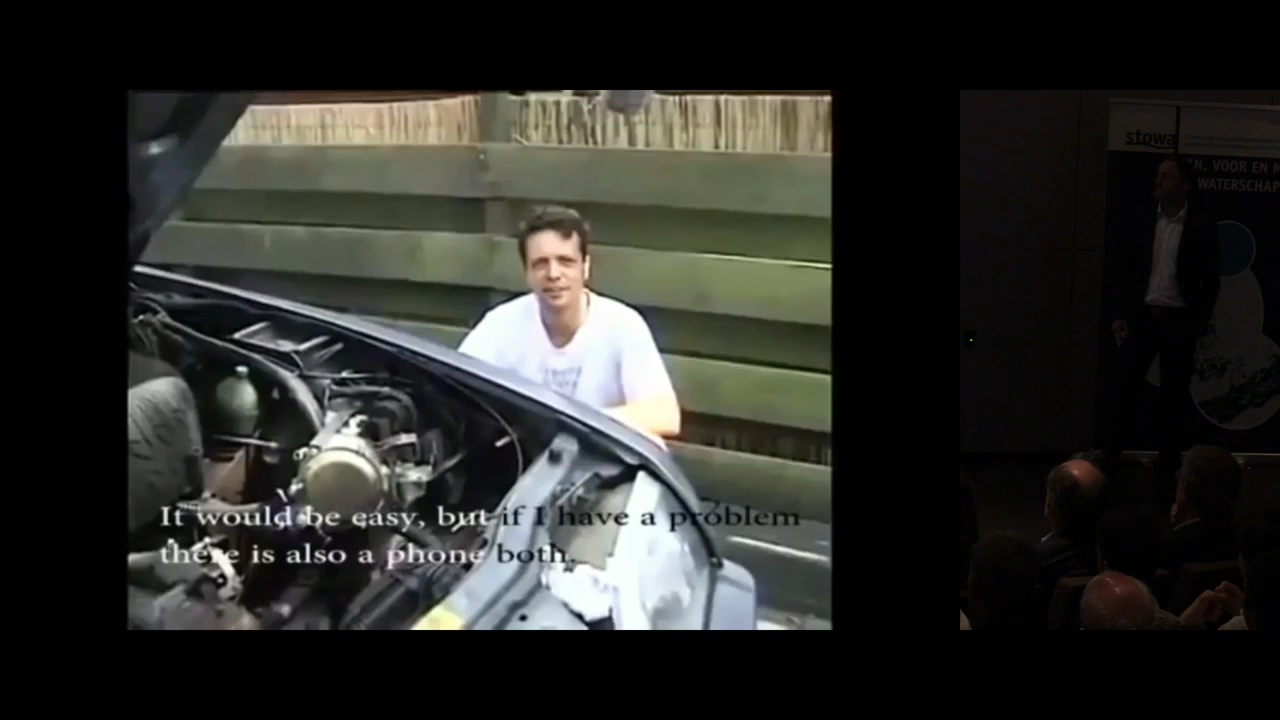 It would be easy, but if I have a problem
there is also a phone both.
stowa
N, VOOR EN
WATERSCHAP